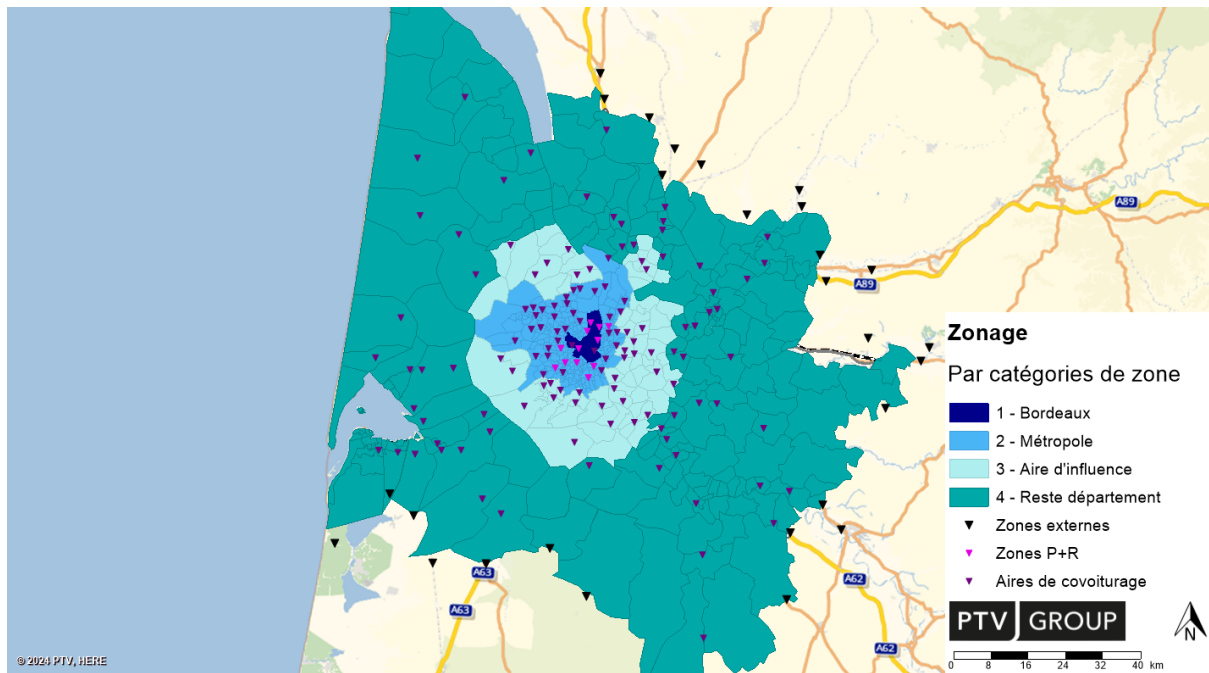 A89
A89
Zonage
Par catégories de zone
1 - Bordeaux
2 - Métropole
3 - Aire d'influence
4 - Reste département
Zones externes
Zones P+R
Aires de covoiturage
A63
A62
A63
PTV GROUP
N
A62
© 2024 PTV, HERE
0 8 16 24 32 40 km